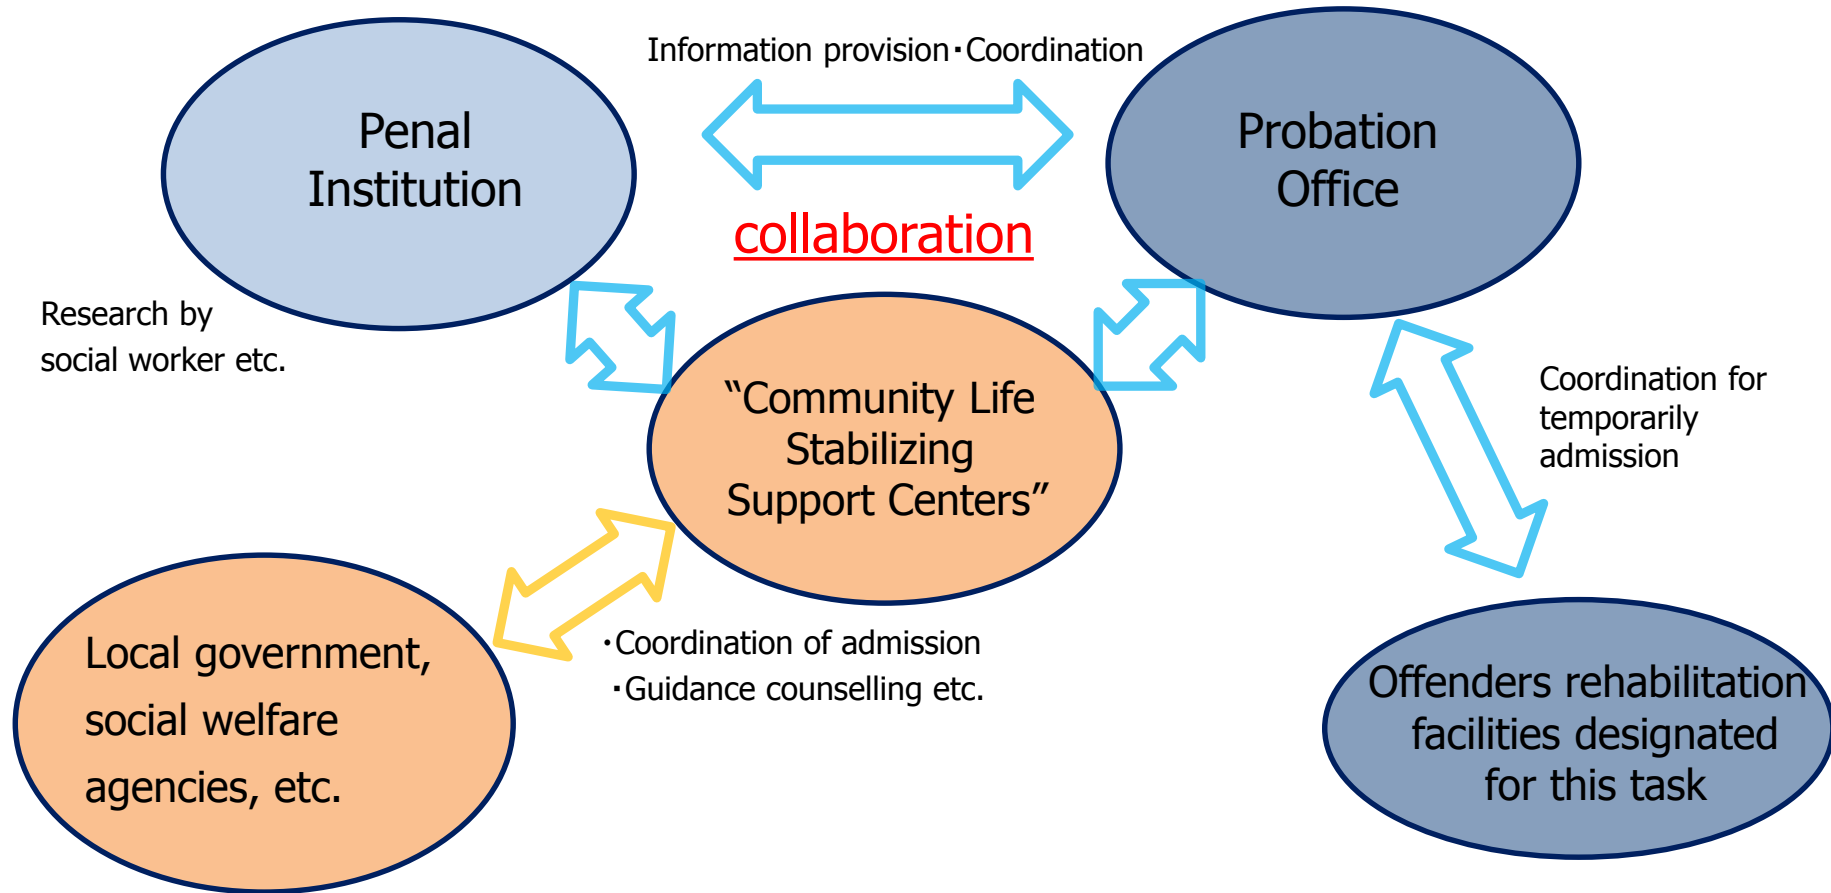 Information provision・Coordination
Penal
Institution
Probation
Office
collaboration
Research by
social worker etc.
“Community Life
Stabilizing
Support Centers”
Coordination for
temporarily
admission
Local government,
social welfare
agencies, etc.
・Coordination of admission
・Guidance counselling etc.
Offenders rehabilitation
facilities designated
for this task